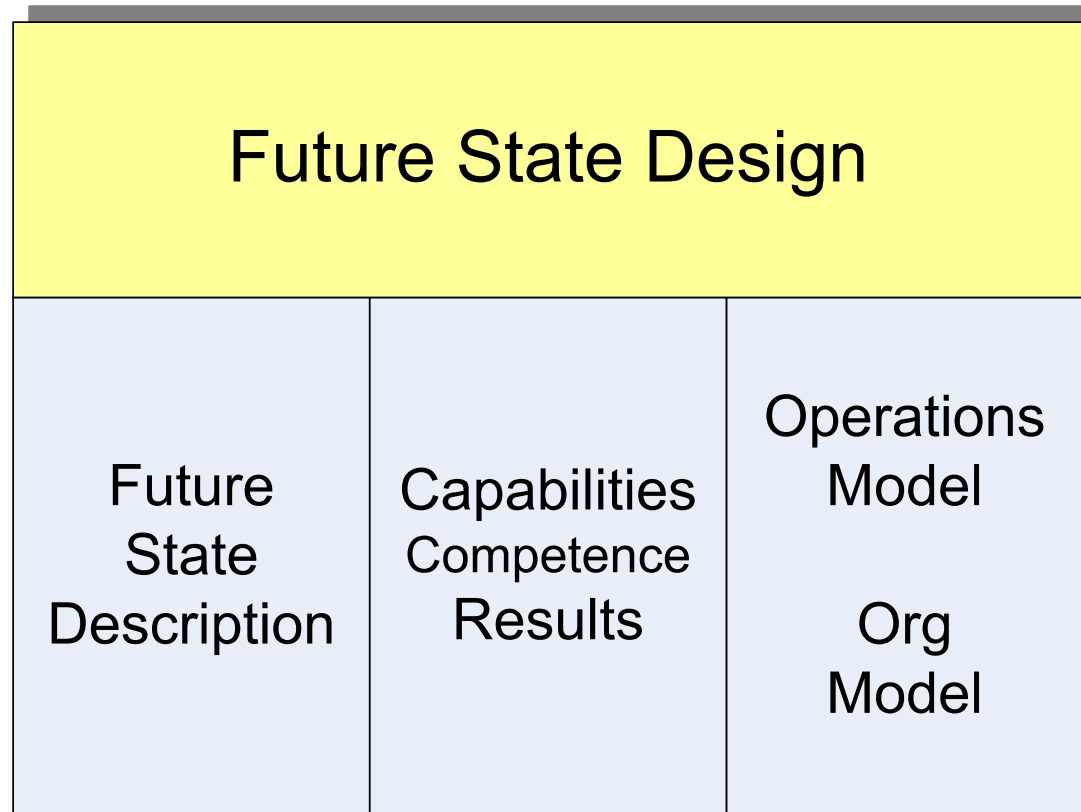 Future State Design
Future
State
Description
Capabilities
Competence
Results
Operations
Model
Org
Model